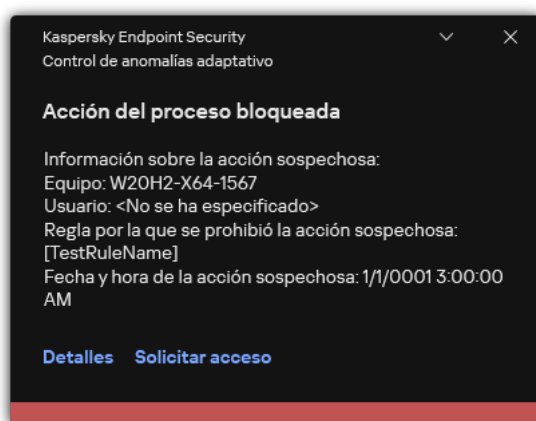 Kaspersky Endpoint Security
Control de anomalías adaptativo
Acción del proceso bloqueada
Información sobre la acción sospechosa:
Equipo: W20H2-X64-1567
Usuario: <No se ha especificado>
Regla por la que se prohibió la acción sospechosa:
[TestRuleName]
Fecha y hora de la acción sospechosa: 1/1/0001 3:00:00
AM
Detalles Solicitar acceso